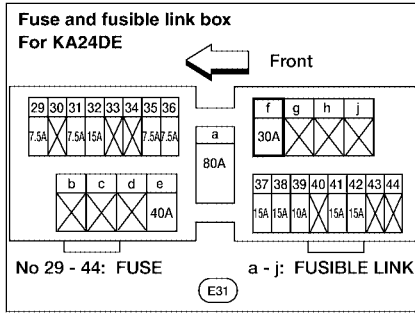 Fuse and fusible link box
For KA24DE
Front
29 30 31 32 33 34 35 36
7.5A 7.5A 15A 7.5A 7.5A
a
80A
f g h j
30A
b c d e
40A
37 38 39 40 41 42 43 44
15A 15A 10A 15A 15A
No 29 - 44: FUSE
a - j: FUSIBLE LINK
E31